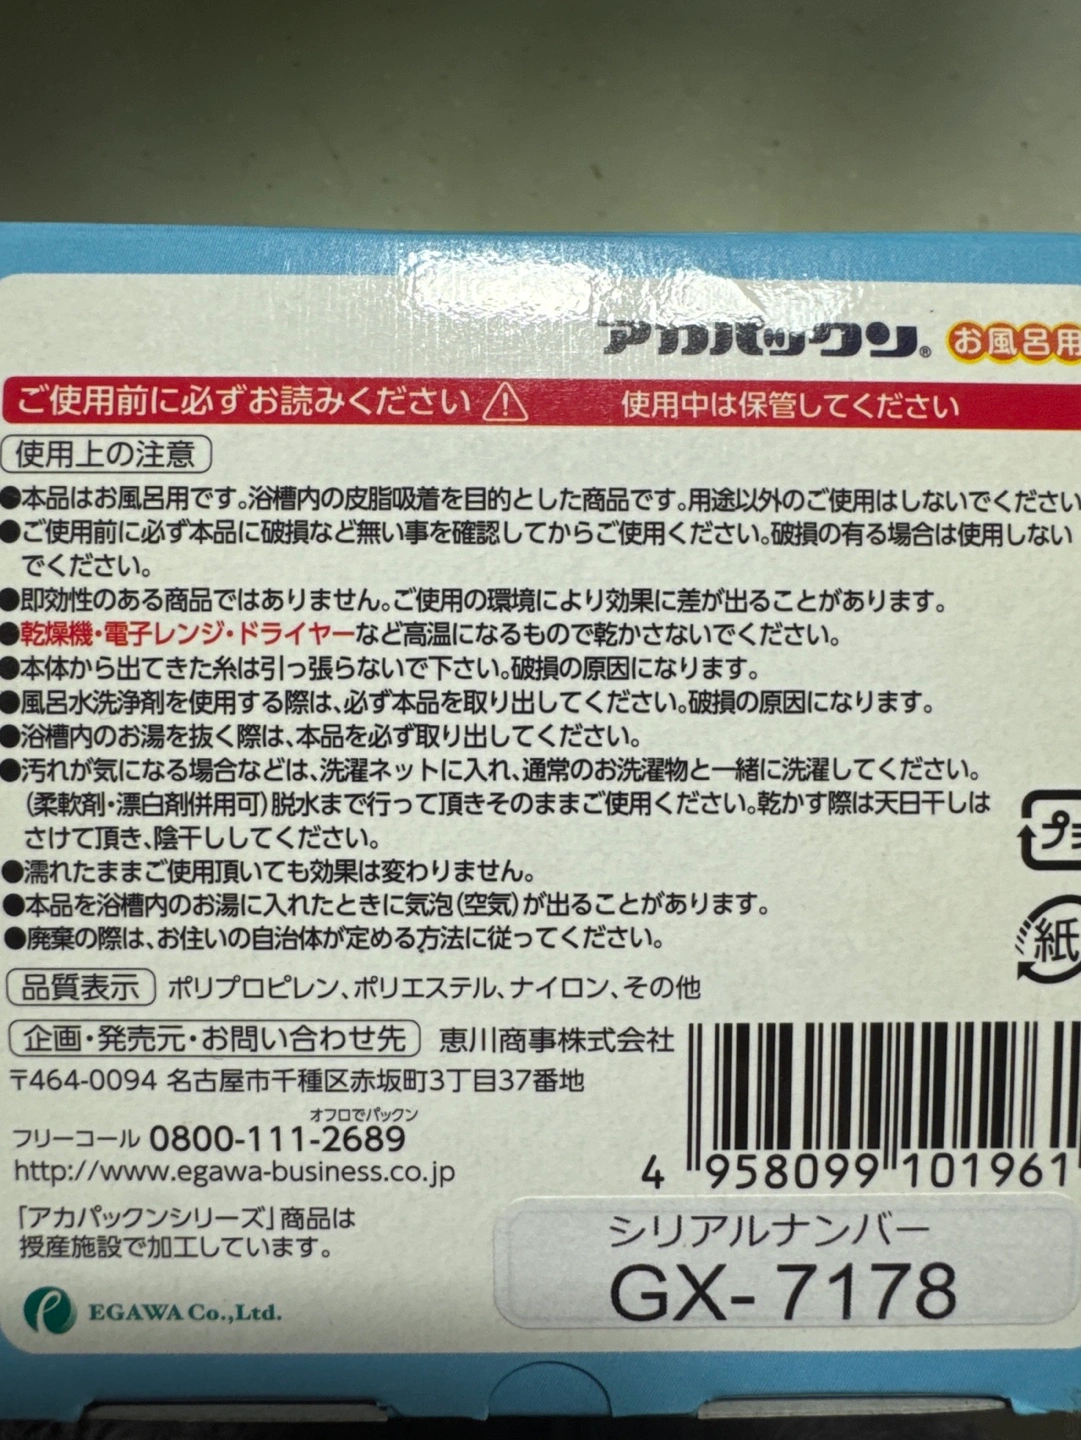 アカパックン® お風呂用
ご使用前に必ずお読みください 使用中は保管してください
使用上の注意
●本品はお風呂用です。浴槽内の皮脂吸着を目的とした商品です。用途以外のご使用はしないでください
●ご使用前に必ず本品に破損など無い事を確認してからご使用ください。破損の有る場合は使用しない
でください。
●即効性のある商品ではありません。ご使用の環境により効果に差が出ることがあります。
●乾燥機・電子レンジ・ドライヤーなど高温になるもので乾かさないでください。
●本体から出てきた糸は引っ張らないで下さい。破損の原因になります。
●風呂水洗浄剤を使用する際は、必ず本品を取り出してください。破損の原因になります。
●浴槽内のお湯を抜く際は、本品を必ず取り出してください。
●汚れが気になる場合などは、洗濯ネットに入れ、通常のお洗濯物と一緒に洗濯してください。
(柔軟剤・漂白剤併用可)脱水まで行って頂きそのままご使用ください。乾かす際は天日干しは
さけて頂き、陰干ししてください。
●濡れたままご使用頂いても効果は変わりません。
●本品を浴槽内のお湯に入れたときに気泡(空気)が出ることがあります。
●廃棄の際は、お住いの自治体が定める方法に従ってください。
プ
紙
品質表示 ポリプロピレン、ポリエステル、ナイロン、その他
企画・発売元・お問い合わせ先 恵川商事株式会社
〒464-0094 名古屋市千種区赤坂町3丁目37番地
オフロでパックン
フリーコール 0800-111-2689
http://www.egawa-business.co.jp
4 958099 101961
「アカパックンシリーズ」商品は
授産施設で加工しています。
シリアルナンバー
GX-7178
EGAWA Co.,Ltd.